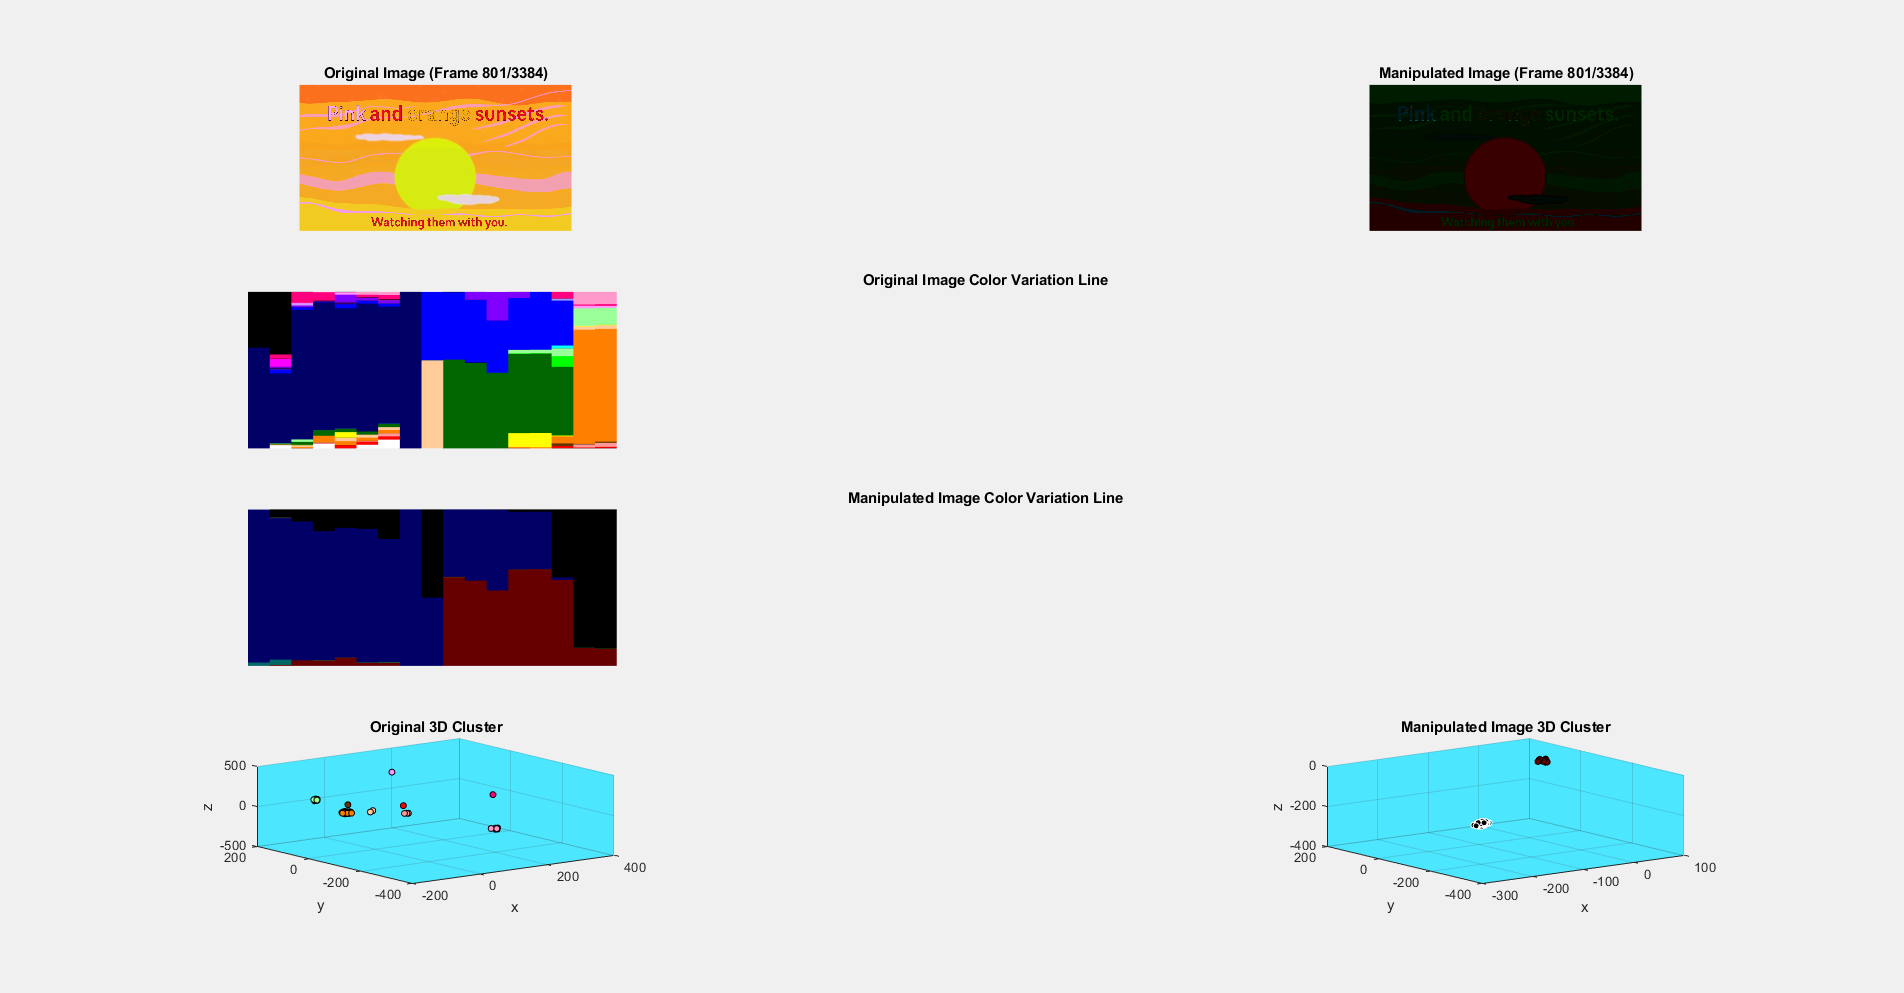 Original Image (Frame 801/3384)
Pink and orange sunsets.
Watching them with you.
Manipulated Image (Frame 801/3384)
Pink and orange sunsets.
Watching them with you.
Original Image Color Variation Line
Manipulated Image Color Variation Line
Original 3D Cluster
500
0
-500
z
200
0
-200
-400
y
-200
0
200
400
x
Manipulated Image 3D Cluster
0
-200
-400
z
200
0
-200
-400
y
-300
-200
-100
0
100
x